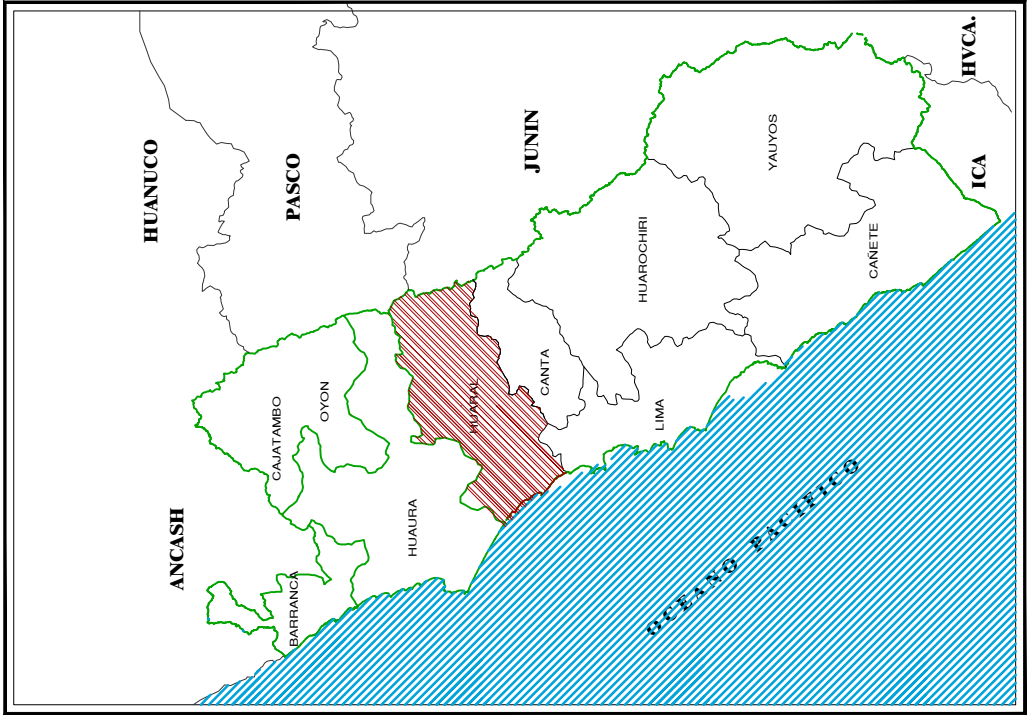 HUANUCO
PASCO
JUNIN
HVCA.
ICA
ANCASH
CAJATAMBO
OYON
BARRANCA
HUAURA
HUARAL
CANTA
LIMA
HUAROCHIRI
YAUYOS
CAÑETE
OCEANO PACIFICO